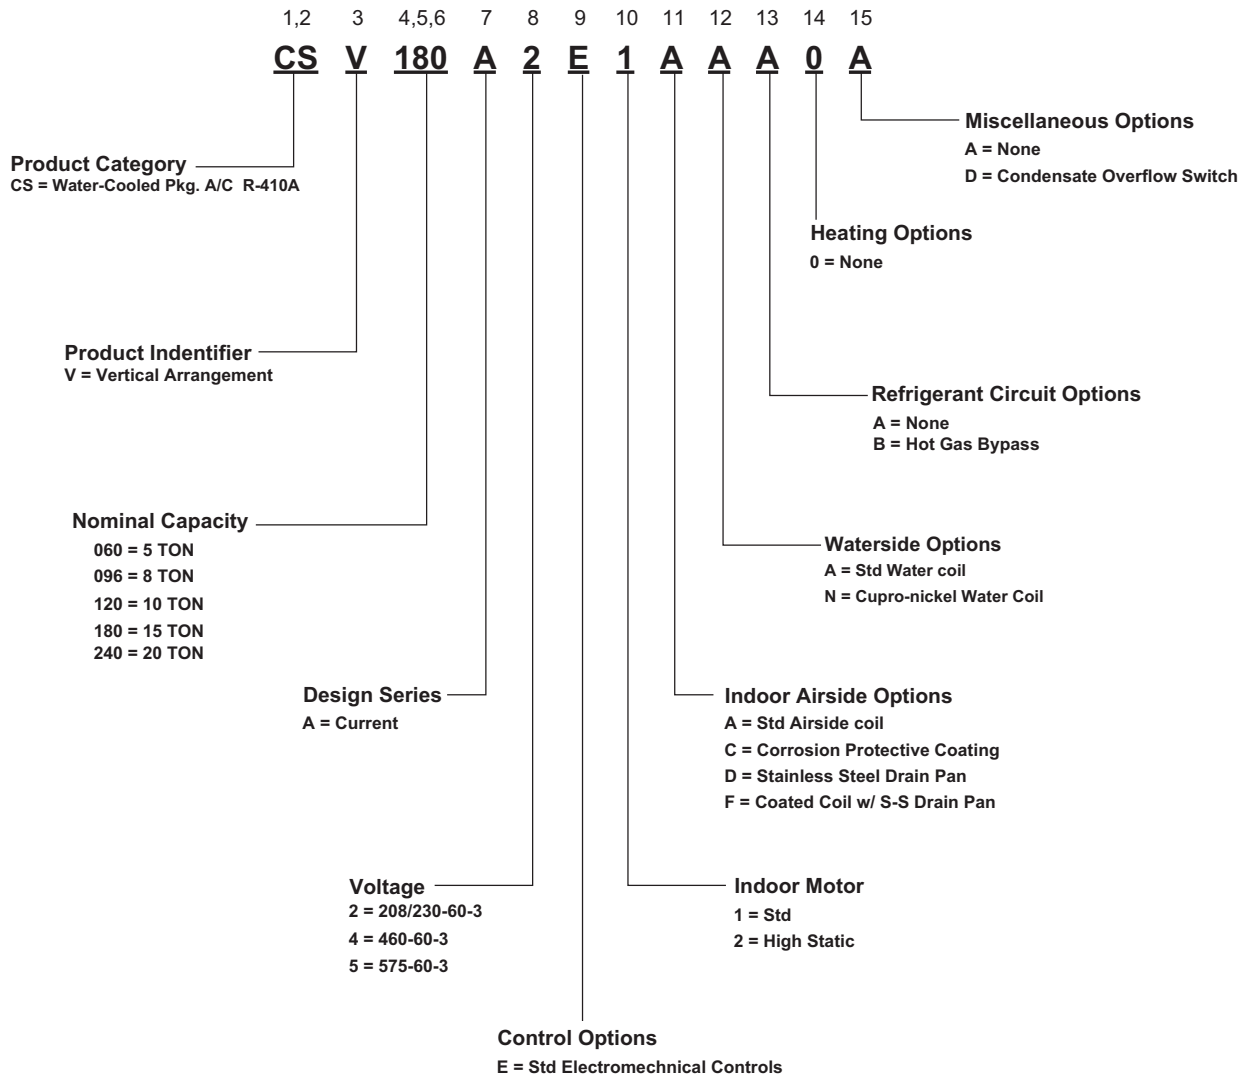 1,2 3 4,5,6 7 8 9 10 11 12 13 14 15
CS V 180 A 2 E 1 A A A 0 A
Miscellaneous Options
A = None
D = Condensate Overflow Switch
Product Category
CS = Water-Cooled Pkg. A/C R-410A
Heating Options
0 = None
Product Indentifier
V = Vertical Arrangement
Refrigerant Circuit Options
A = None
B = Hot Gas Bypass
Nominal Capacity
060 = 5 TON
096 = 8 TON
120 = 10 TON
180 = 15 TON
240 = 20 TON
Waterside Options
A = Std Water coil
N = Cupro-nickel Water Coil
Design Series
A = Current
Indoor Airside Options
A = Std Airside coil
C = Corrosion Protective Coating
D = Stainless Steel Drain Pan
F = Coated Coil w/ S-S Drain Pan
Voltage
2 = 208/230-60-3
4 = 460-60-3
5 = 575-60-3
Indoor Motor
1 = Std
2 = High Static
Control Options
E = Std Electromechnical Controls